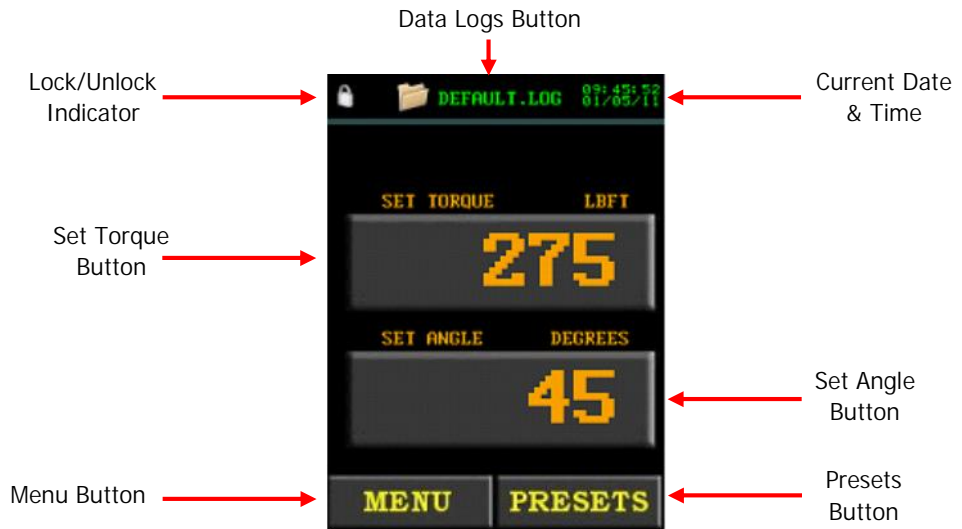 Data Logs Button
Lock/Unlock
Indicator
DEFAULT.LOG
09:45:52
01/05/11
Current Date
& Time
SET TORQUE LBFT
Set Torque
Button
275
SET ANGLE DEGREES
45
Set Angle
Button
Menu Button
MENU
PRESETS
Presets
Button